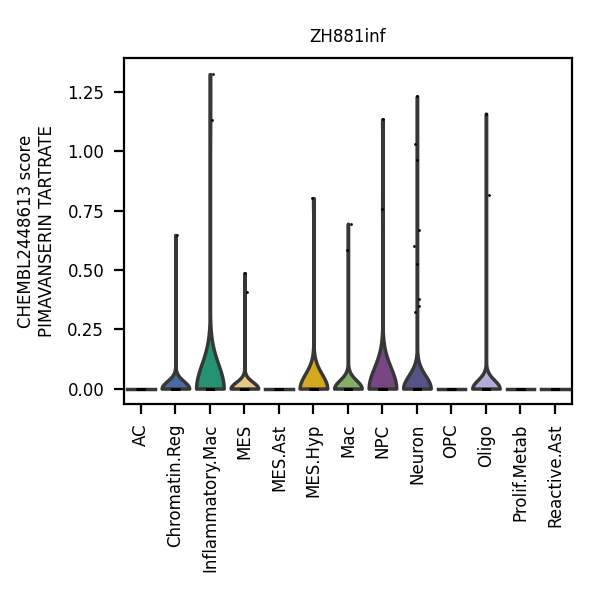 ZH881inf
CHEMBL2448613 score
PIMAVANSERIN TARTRATE
1.25
1.00
0.75
0.50
0.25
0.00
AC
Chromatin.Reg
Inflammatory.Mac
MES
MES.Ast
MES.Hyp
Mac
NPC
Neuron
OPC
Oligo
Prolif.Metab
Reactive.Ast